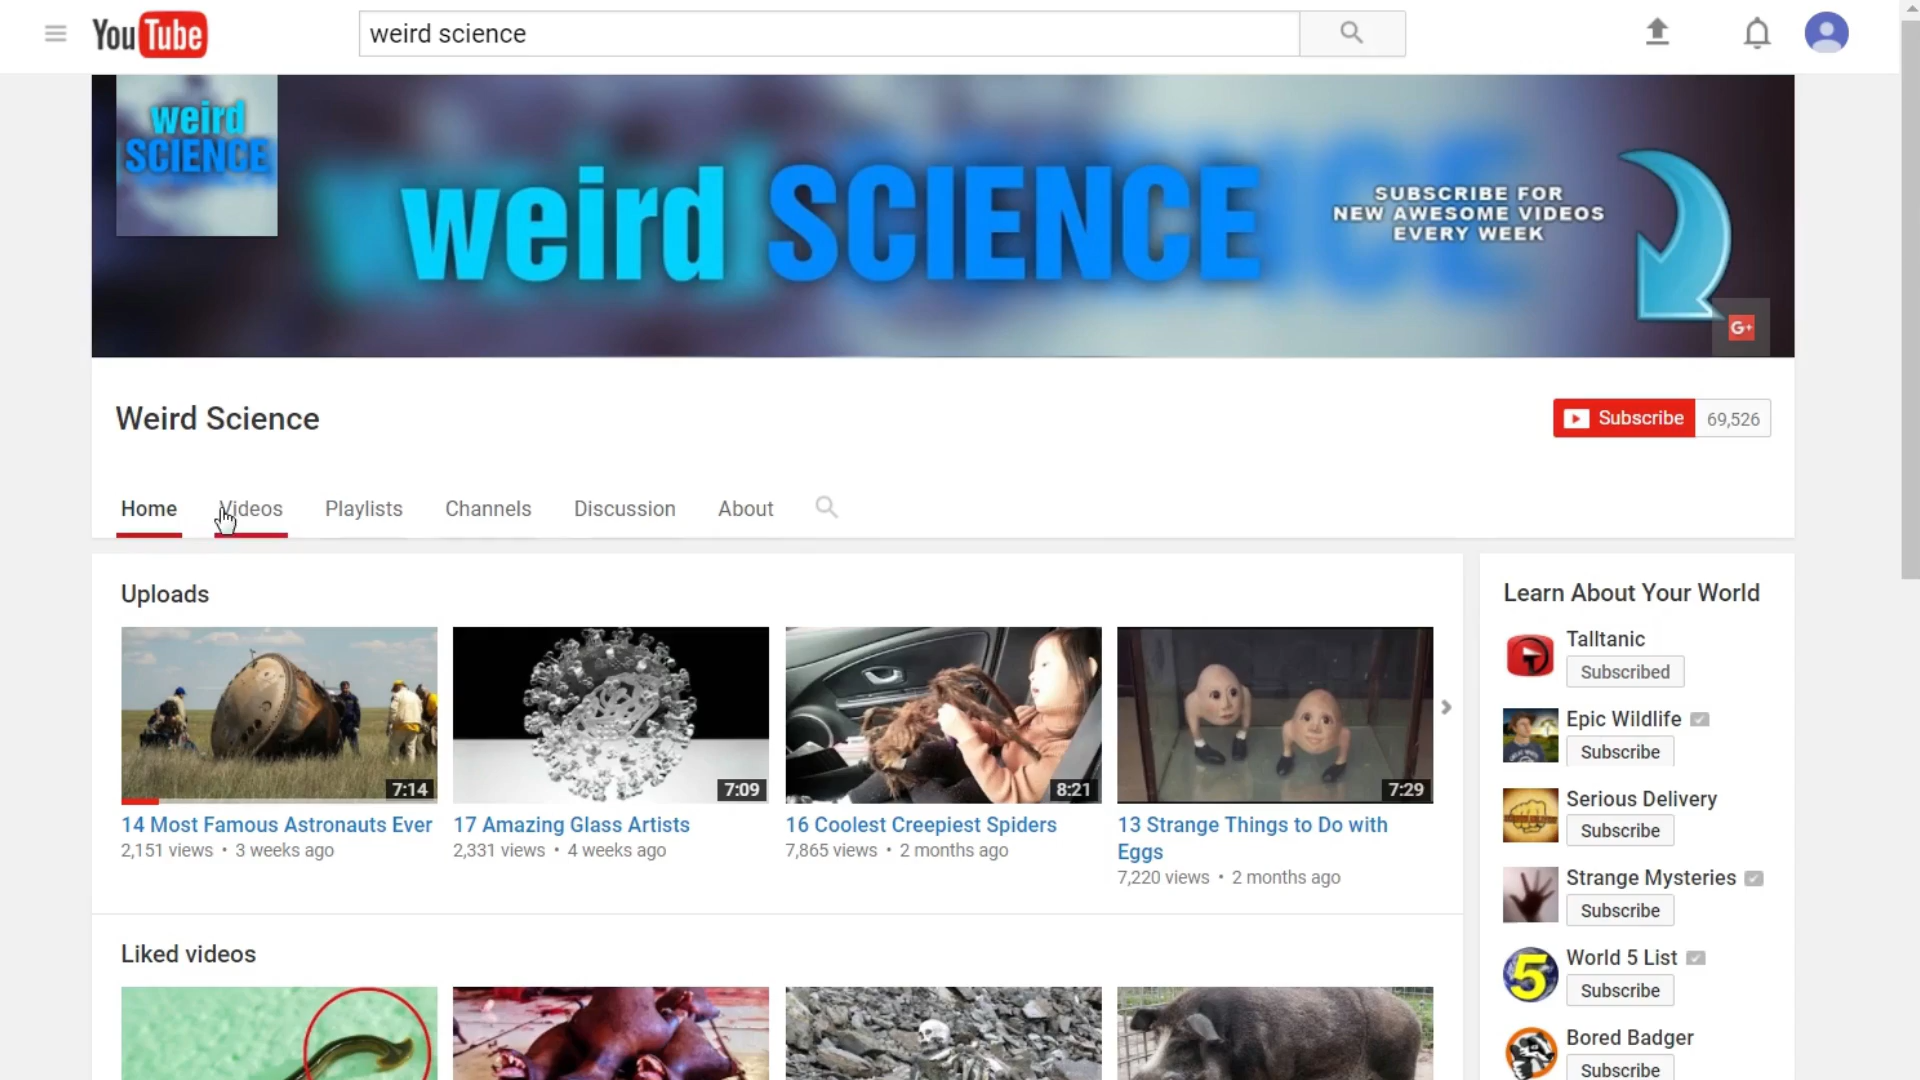 YouTube
weird science
weird
SCIENCE
weird SCIENCE
SUBSCRIBE FOR
NEW AWESOME VIDEOS
EVERY WEEK
G+
Weird Science
Subscribe 69,526
Home Videos Playlists Channels Discussion About
Uploads
7:14
7:09
8:21
7:29
14 Most Famous Astronauts Ever
2,151 views • 3 weeks ago
17 Amazing Glass Artists
2,331 views • 4 weeks ago
16 Coolest Creepiest Spiders
7,865 views • 2 months ago
13 Strange Things to Do with
Eggs
7,220 views • 2 months ago
Liked videos
Learn About Your World
Talltanic
Subscribed
Epic Wildlife
Subscribe
Serious Delivery
Subscribe
Strange Mysteries
Subscribe
5
World 5 List
Subscribe
Bored Badger
Subscribe